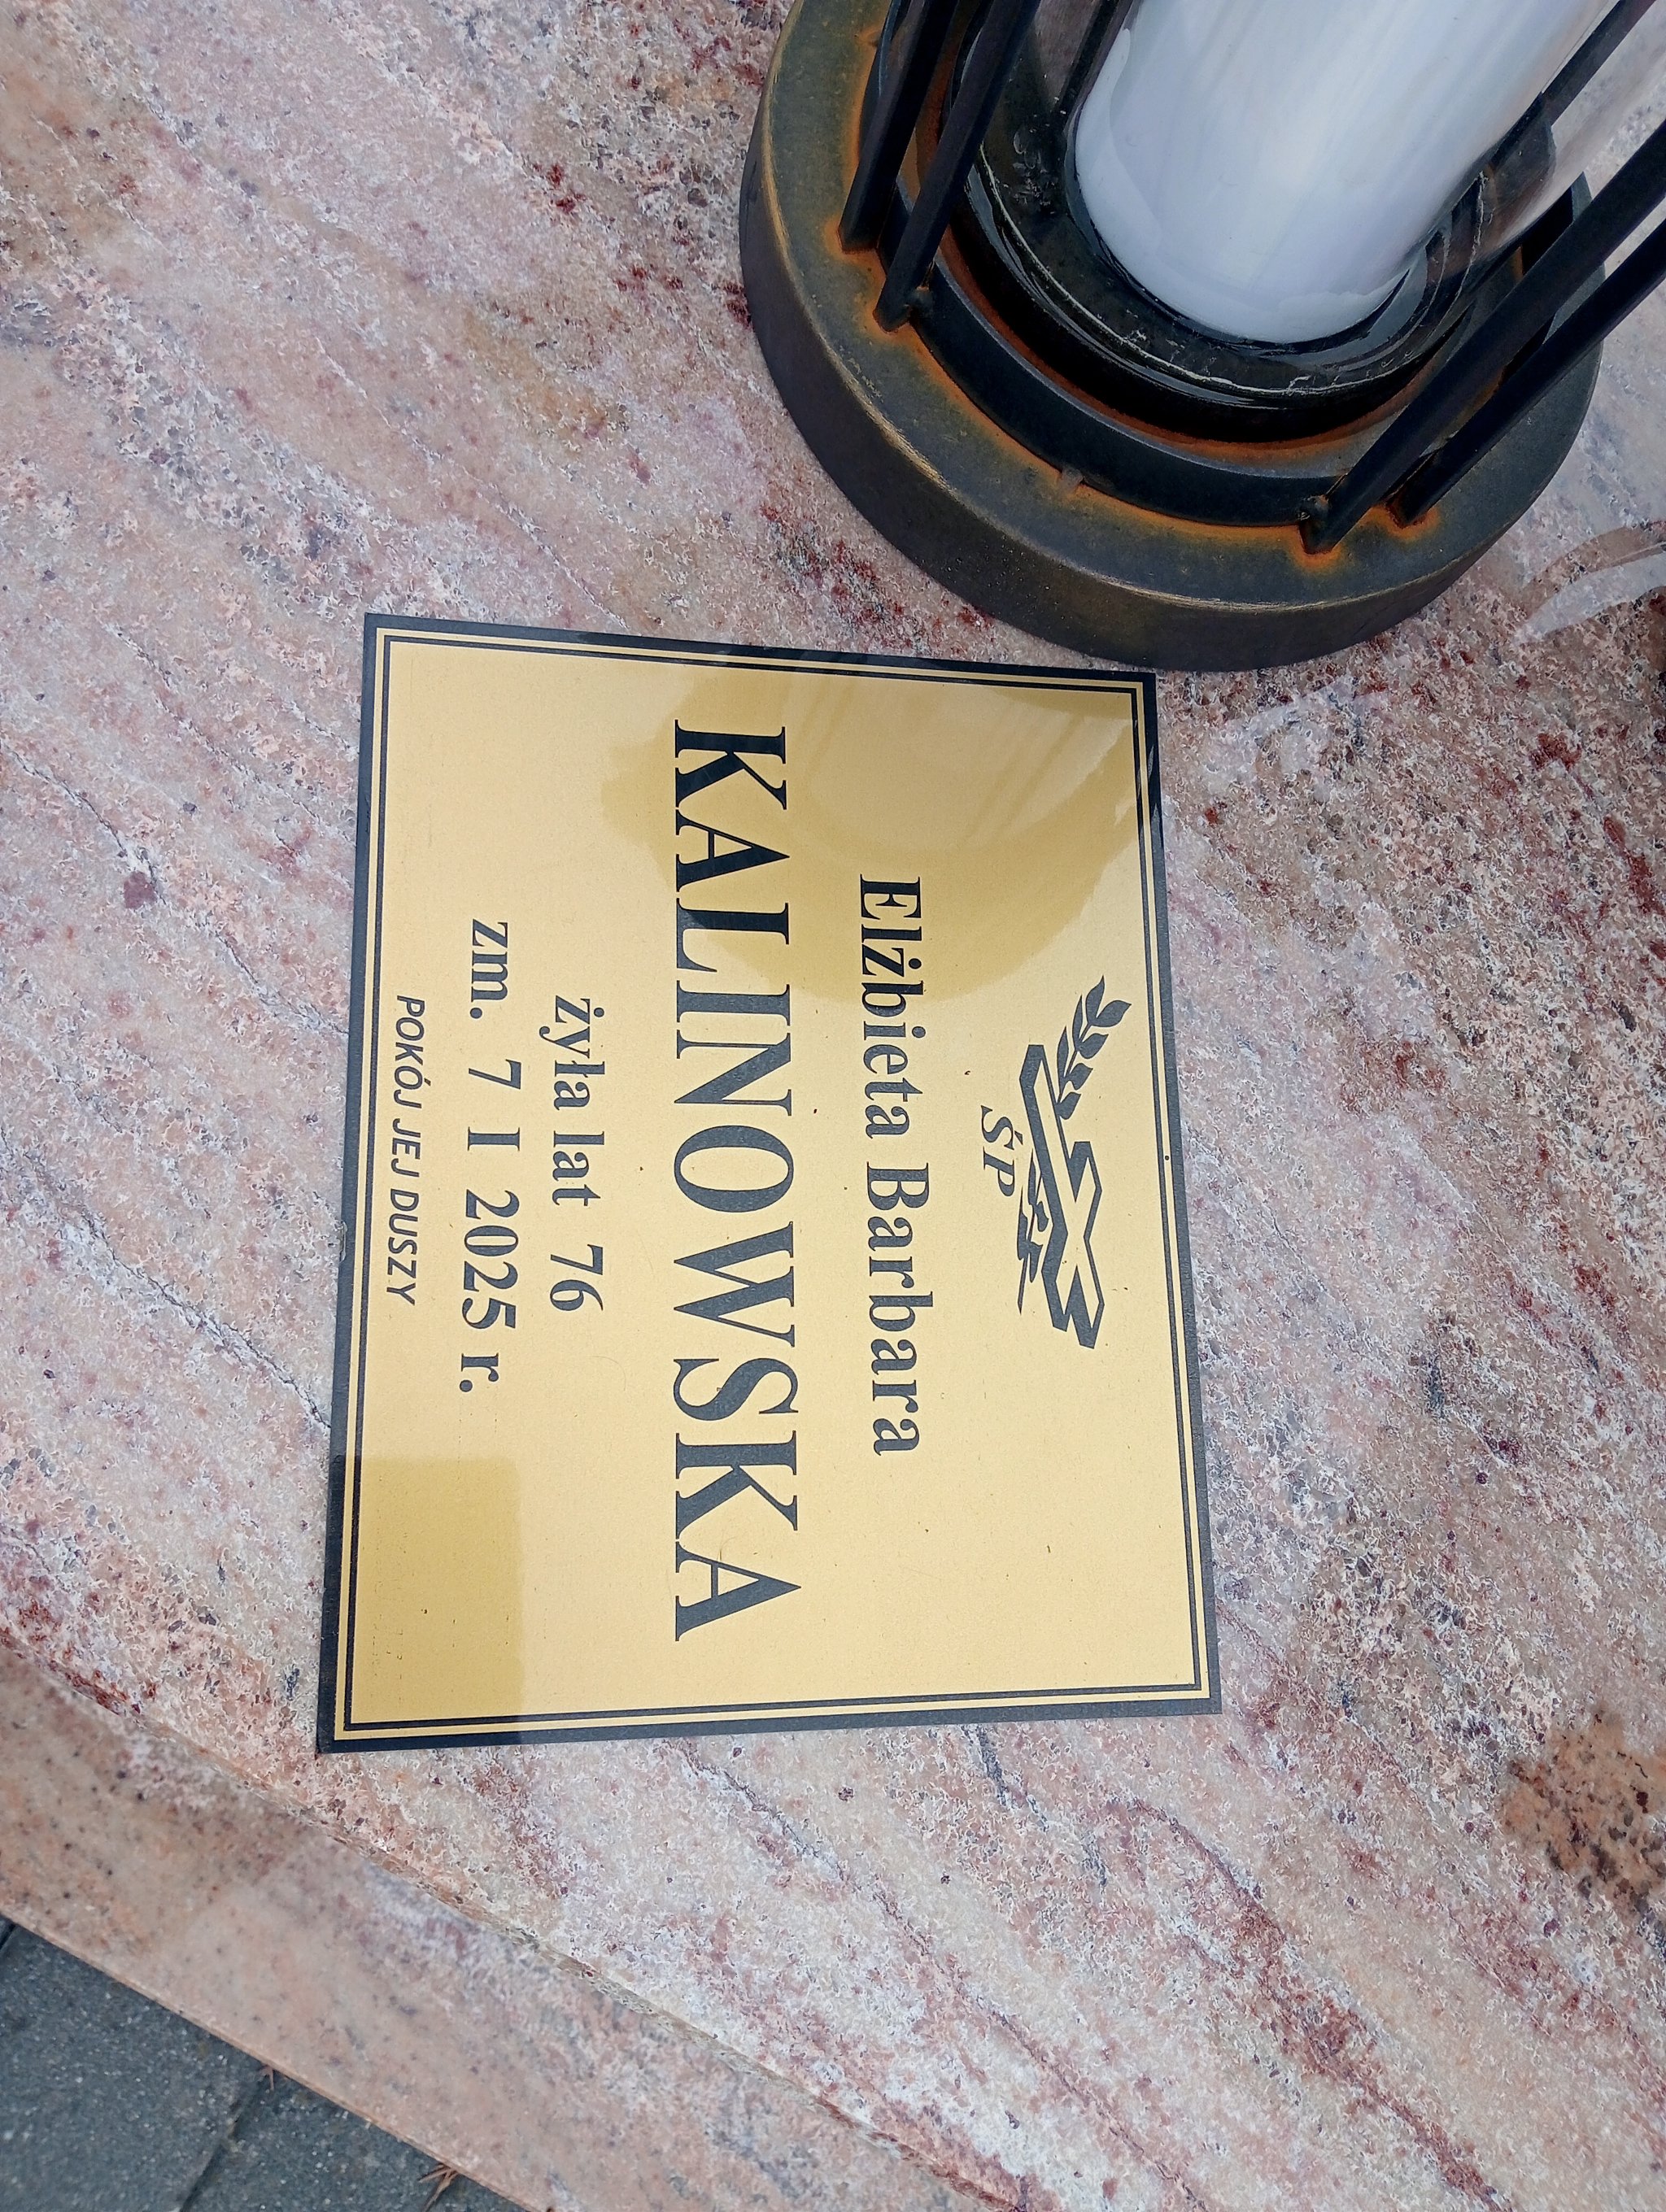 ŚP
Elżbieta Barbara
KALINOWSKA
żyła lat 76
zm. 7 I 2025 r.
POKÓJ JEJ DUSZY